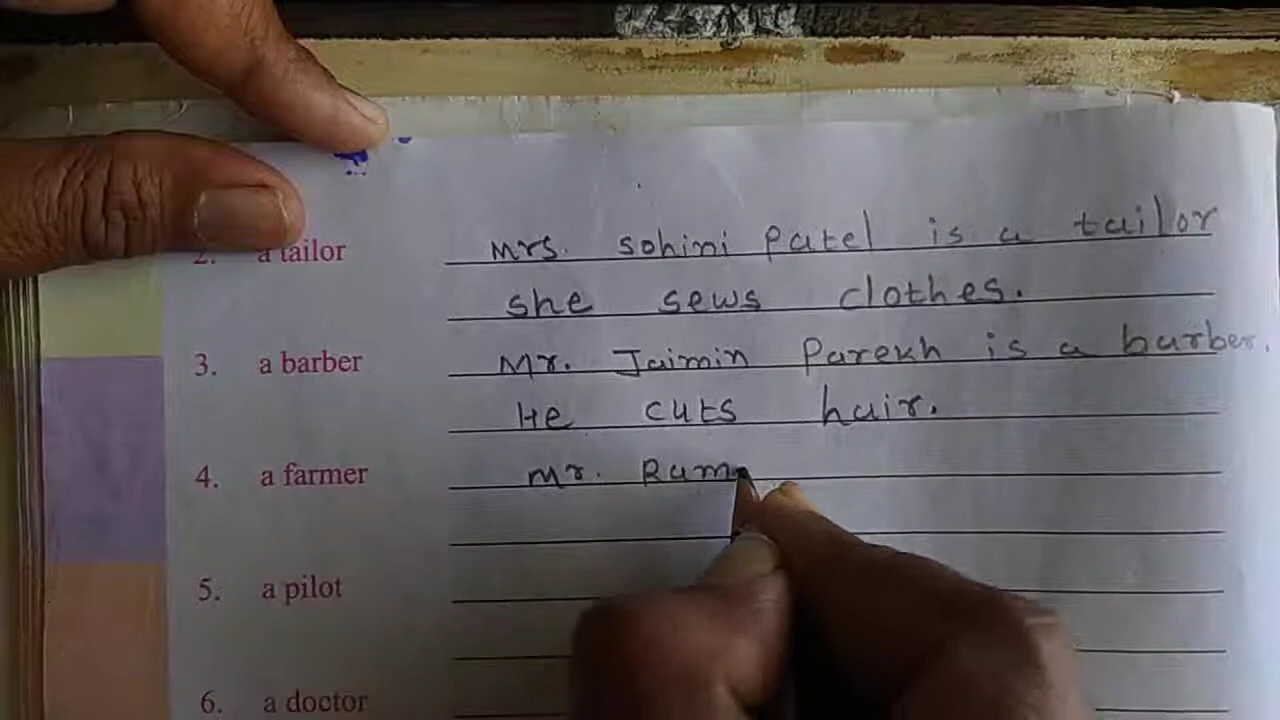 2. a tailor Mrs. Sohini Patel is a tailor
she sews clothes.
3. a barber Mr. Jaimin Parekh is a barber.
He cuts hair.
4. a farmer Mr. Ram
5. a pilot
6. a doctor